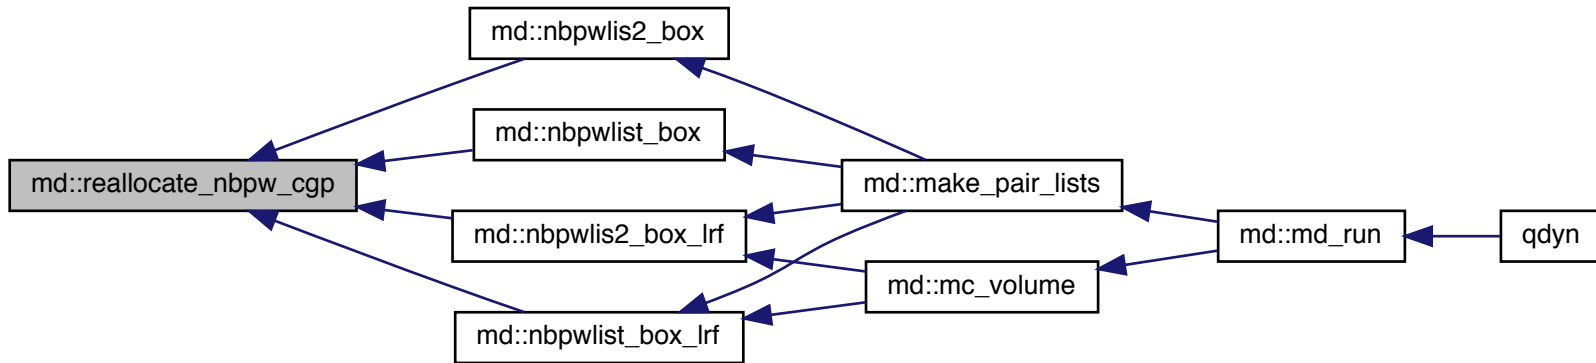 md::nbpwlis2_box
md::nbpwlist_box
md::reallocate_nbpw_cgp
md::make_pair_lists
md::nbpwlis2_box_lrf
md::md_run
qdyn
md::mc_volume
md::nbpwlist_box_lrf